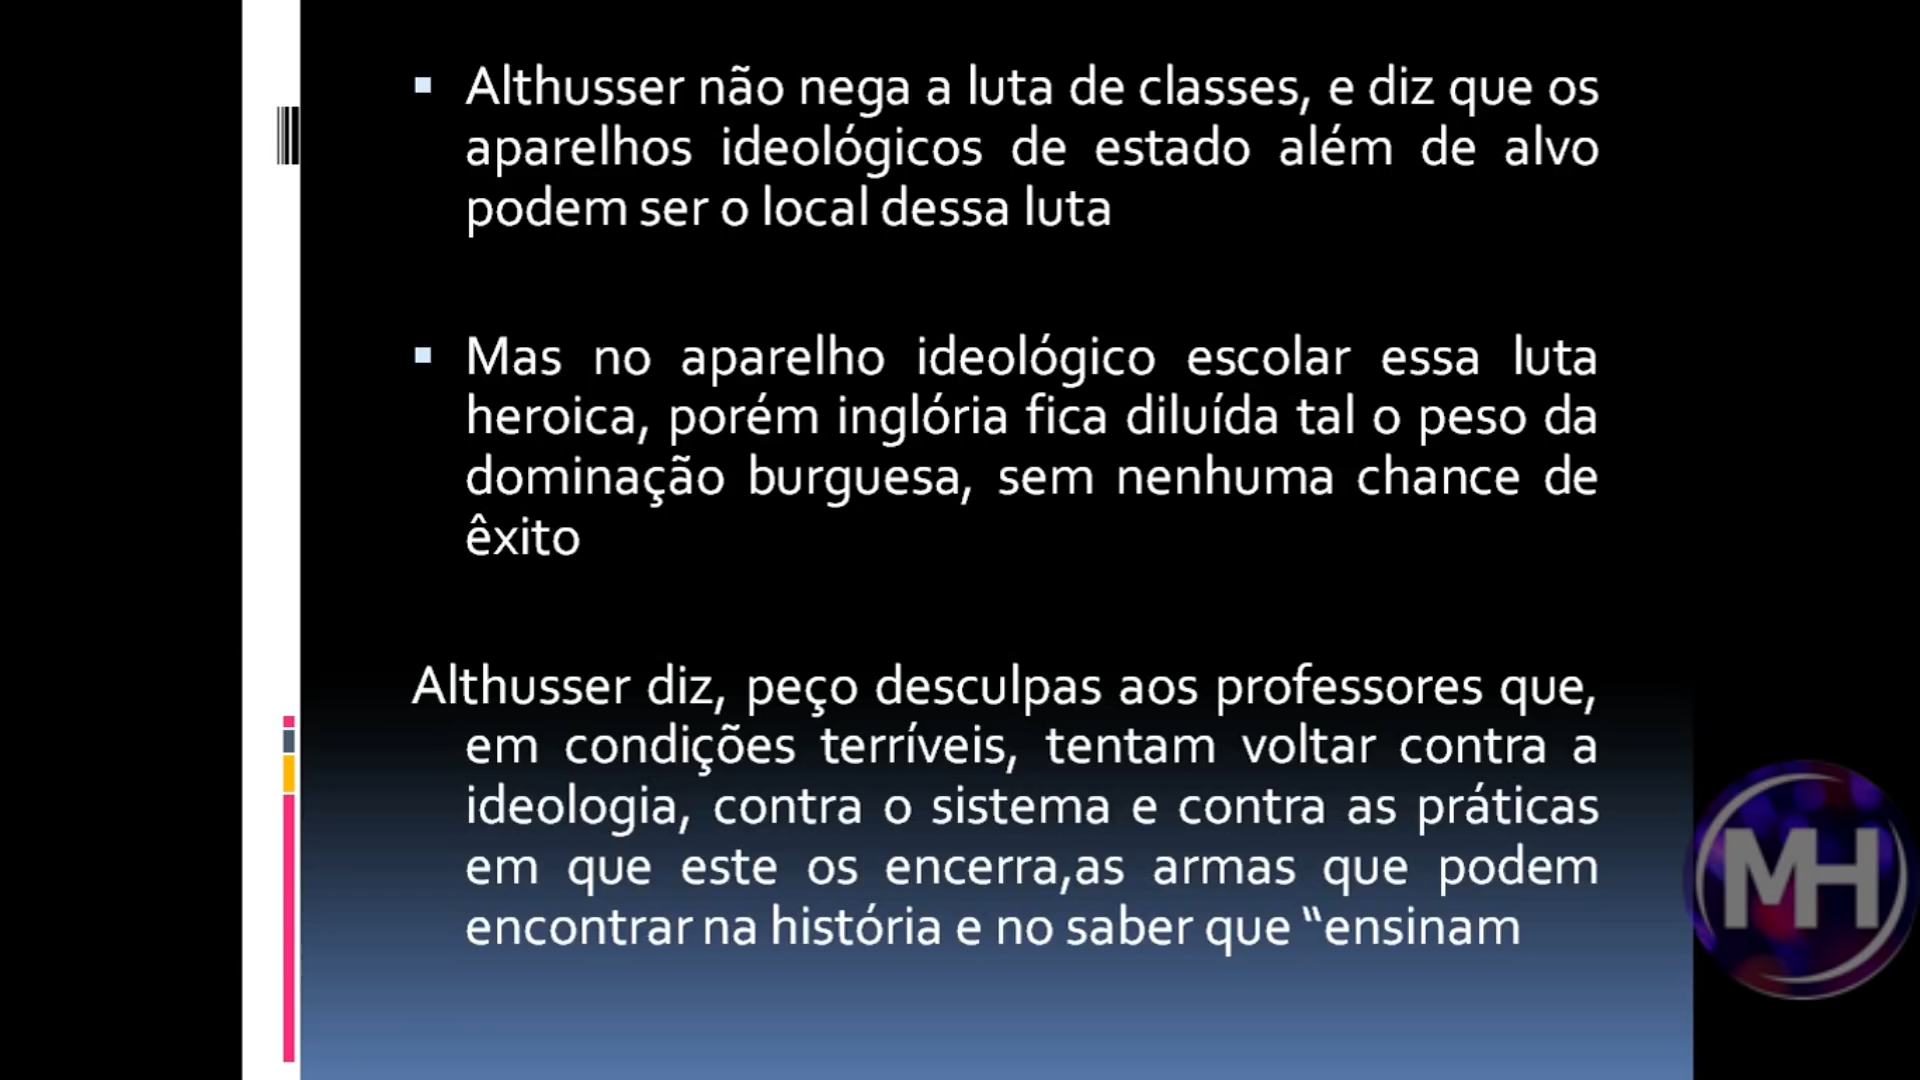 Althusser não nega a luta de classes, e diz que os
aparelhos ideológicos de estado além de alvo
podem ser o local dessa luta
Mas no aparelho ideológico escolar essa luta
heroica, porém inglória fica diluída tal o peso da
dominação burguesa, sem nenhuma chance de
êxito
Althusser diz, peço desculpas aos professores que,
em condições terríveis, tentam voltar contra a
ideologia, contra o sistema e contra as práticas
em que este os encerra,as armas que podem
encontrar na história e no saber que “ensinam
MH